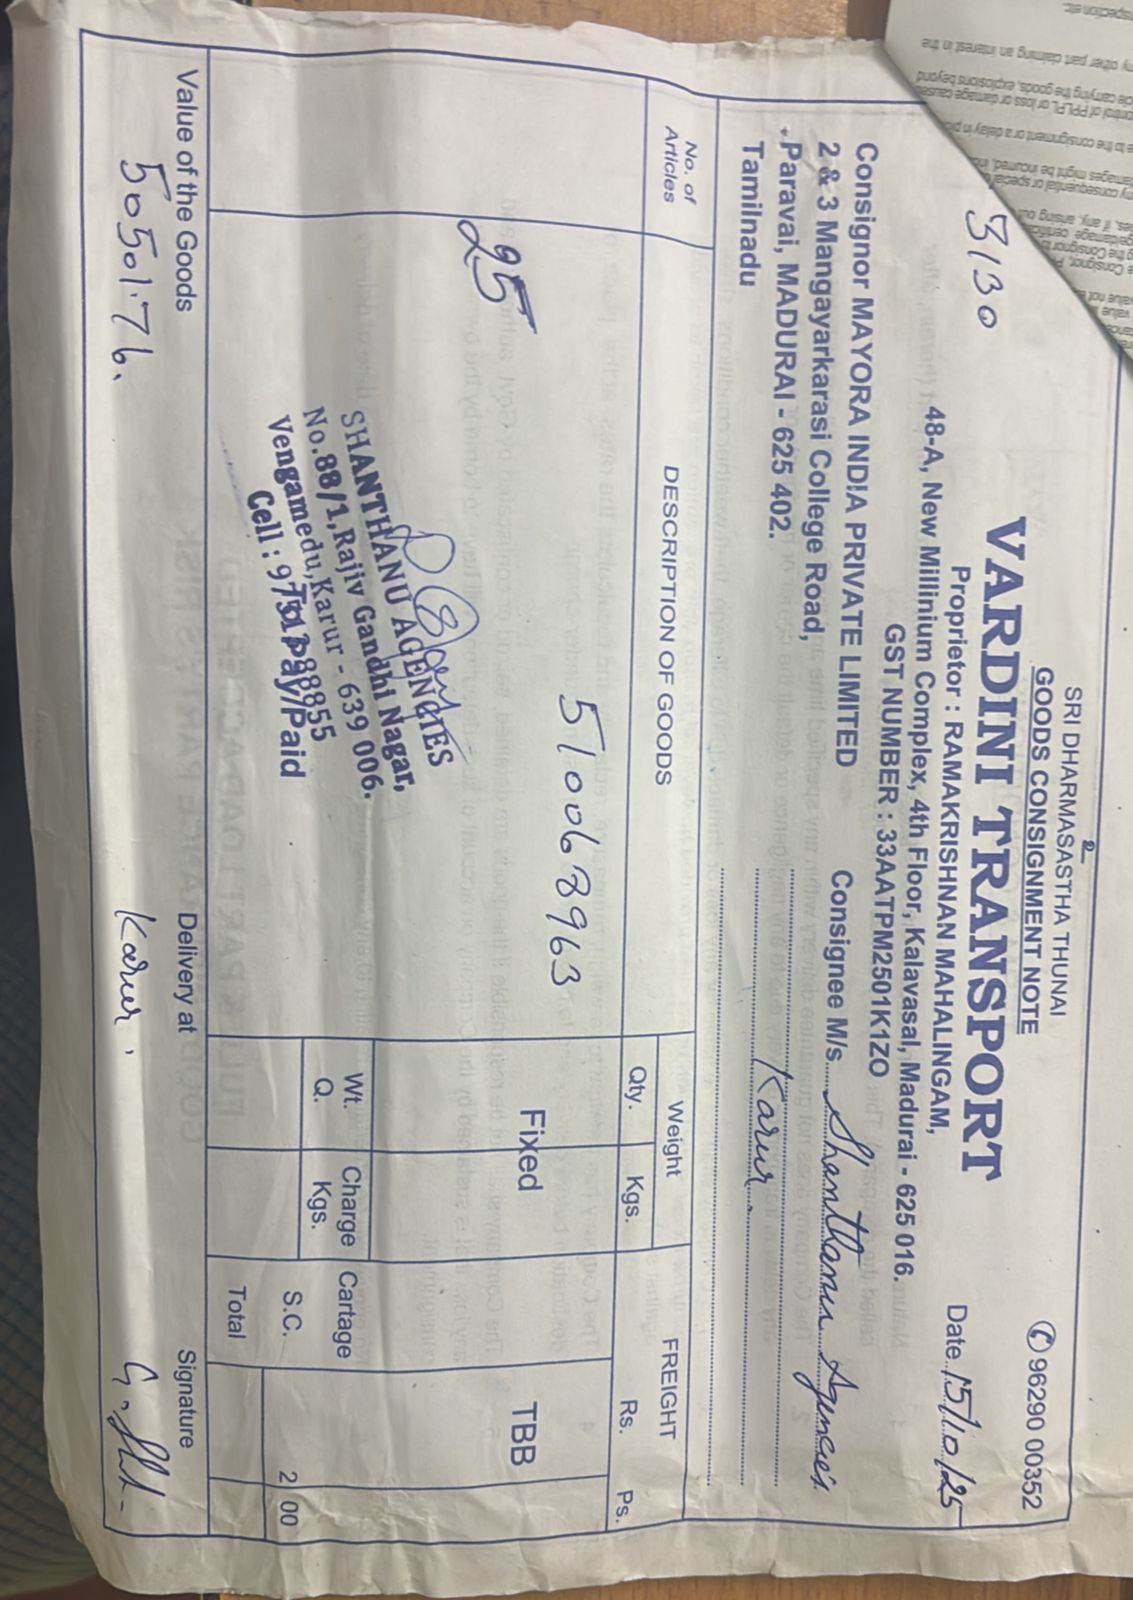 SRI DHARMASASTHA THUNAI
GOODS CONSIGNMENT NOTE
✆ 96290 00352
3130
VARDINI TRANSPORT
Proprietor : RAMAKRISHNAN MAHALINGAM,
48-A, New Millinium Complex, 4th Floor, Kalavasal, Madurai - 625 016.
GST NUMBER : 33AATPM2501K1ZO
Date 15/10/25
Consignor MAYORA INDIA PRIVATE LIMITED
2 & 3 Mangayarkarasi College Road,
Paravai, MADURAI - 625 402.
Tamilnadu
Consignee M/s. Shanthanu Agencies
Karur
No. of Articles
DESCRIPTION OF GOODS
Weight
Qty. Kgs.
FREIGHT
Rs. Ps.
25
510068963
Fixed
TBB
SHANTHANU AGENCIES
No.88/1, Rajiv Gandhi Nagar,
Vengamedu, Karur - 639 006.
Cell :
Pay/Paid
Wt. Charge Cartage
Q. Kgs. S.C. 2 00
Total
Value of the Goods
5050176.
Delivery at
Karur.
Signature